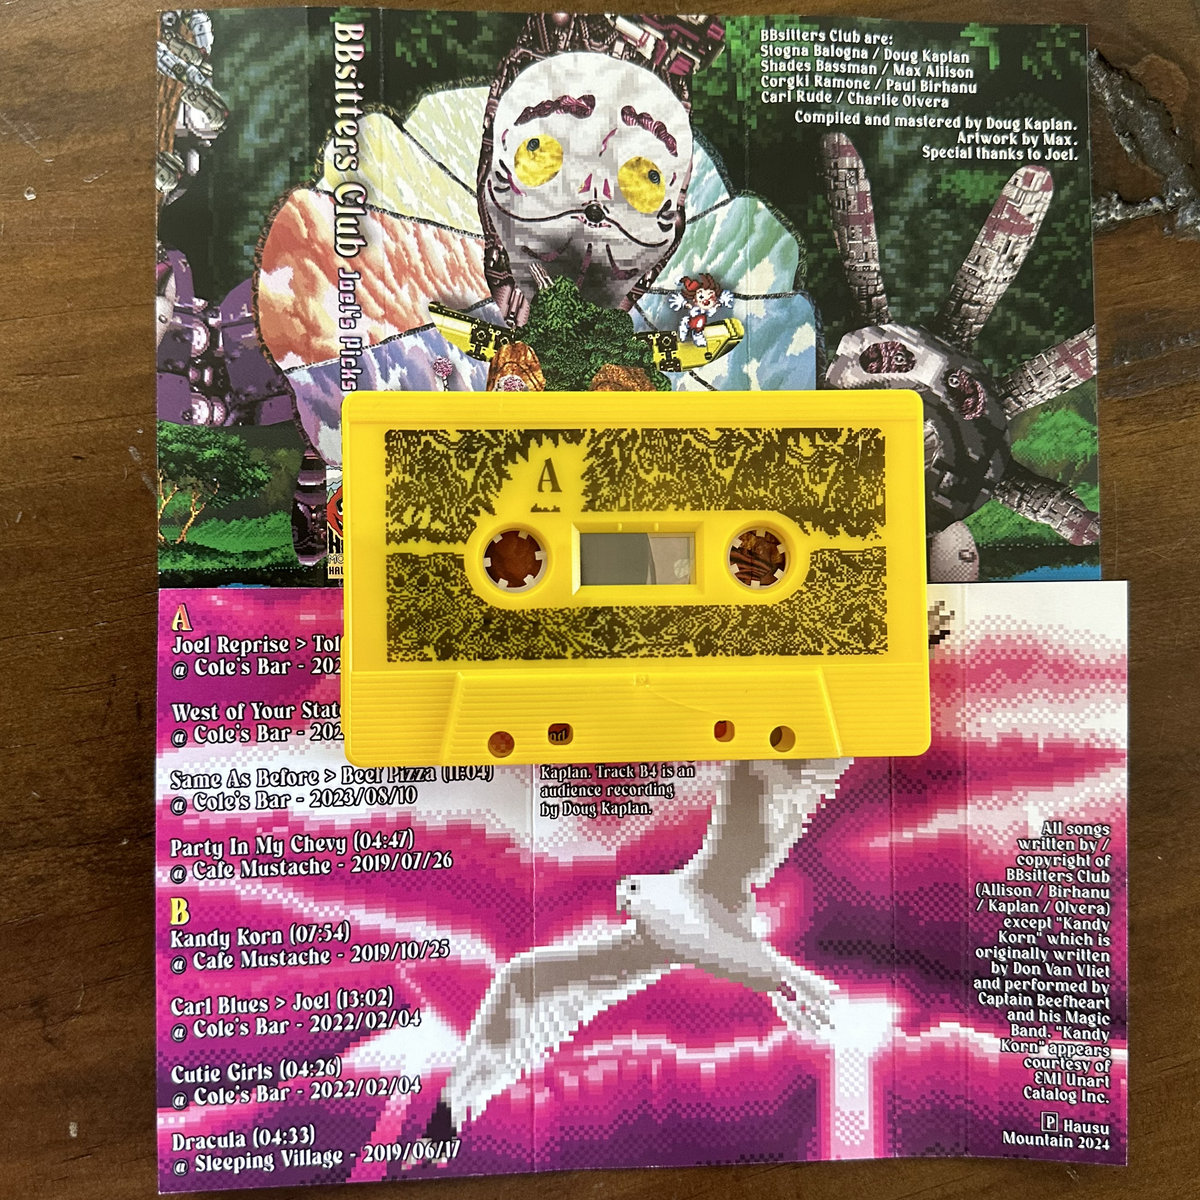 BBsitters Club Joel's Picks
BBsitters Club are:
Stogna Balogna / Doug Kaplan
Shades Bassman / Max Allison
Corgki Ramone / Paul Birhanu
Carl Rude / Charlie Olvera
Compiled and mastered by Doug Kaplan.
Artwork by Max.
Special thanks to Joel.
A
A
Joel Reprise >
@ Cole's Bar -
West of Your
@ Cole's Bar -
Same As Before > Beef Pizza (11:04)
@ Cole's Bar - 2023/08/10
Party In My Chevy (04:47)
@ Cafe Mustache - 2019/07/26
B
Kandy Korn (07:54)
@ Cafe Mustache - 2019/10/25
Carl Blues > Joel (13:02)
@ Cole's Bar - 2022/02/04
Cutie Girls (04:26)
@ Cole's Bar - 2022/02/04
Dracula (04:33)
@ Sleeping Village - 2019/06/17
Kaplan. Track B4 is an
audience recording
by Doug Kaplan.
All songs
written by /
copyright of
BBsitters Club
(Allison / Birhanu
/ Kaplan / Olvera)
except "Kandy
Korn" which is
originally written
by Don Van Vliet
and performed by
Captain Beefheart
and his Magic
Band. "Kandy
Korn" appears
courtesy of
EMI Unart
Catalog Inc.
P Hausu
Mountain 2024